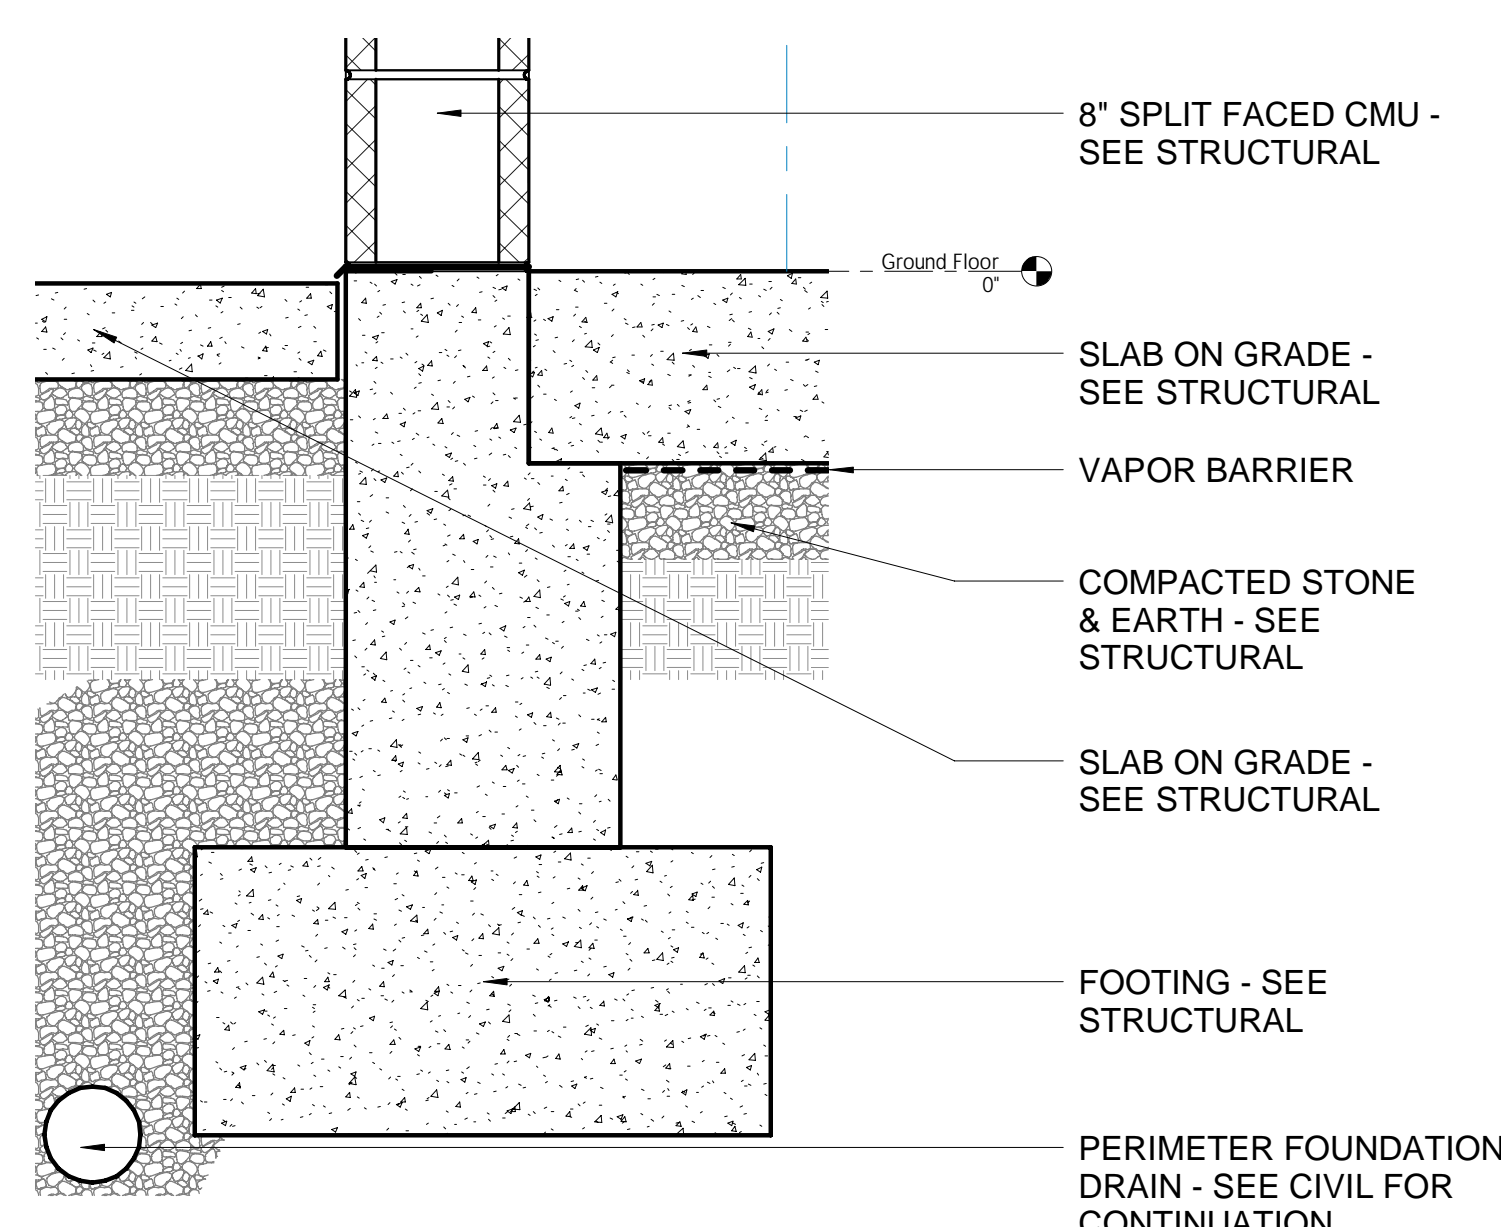 8" SPLIT FACED CMU -
SEE STRUCTURAL
Ground Floor
0"
SLAB ON GRADE -
SEE STRUCTURAL
VAPOR BARRIER
COMPACTED STONE
& EARTH - SEE
STRUCTURAL
SLAB ON GRADE -
SEE STRUCTURAL
FOOTING - SEE
STRUCTURAL
PERIMETER FOUNDATION
DRAIN - SEE CIVIL FOR
CONTINUATION